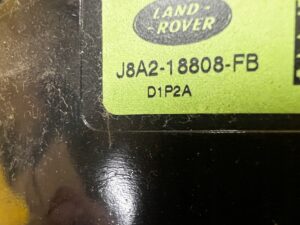 LAND-
-ROVER
J8A2-18808-FB
D1P2A